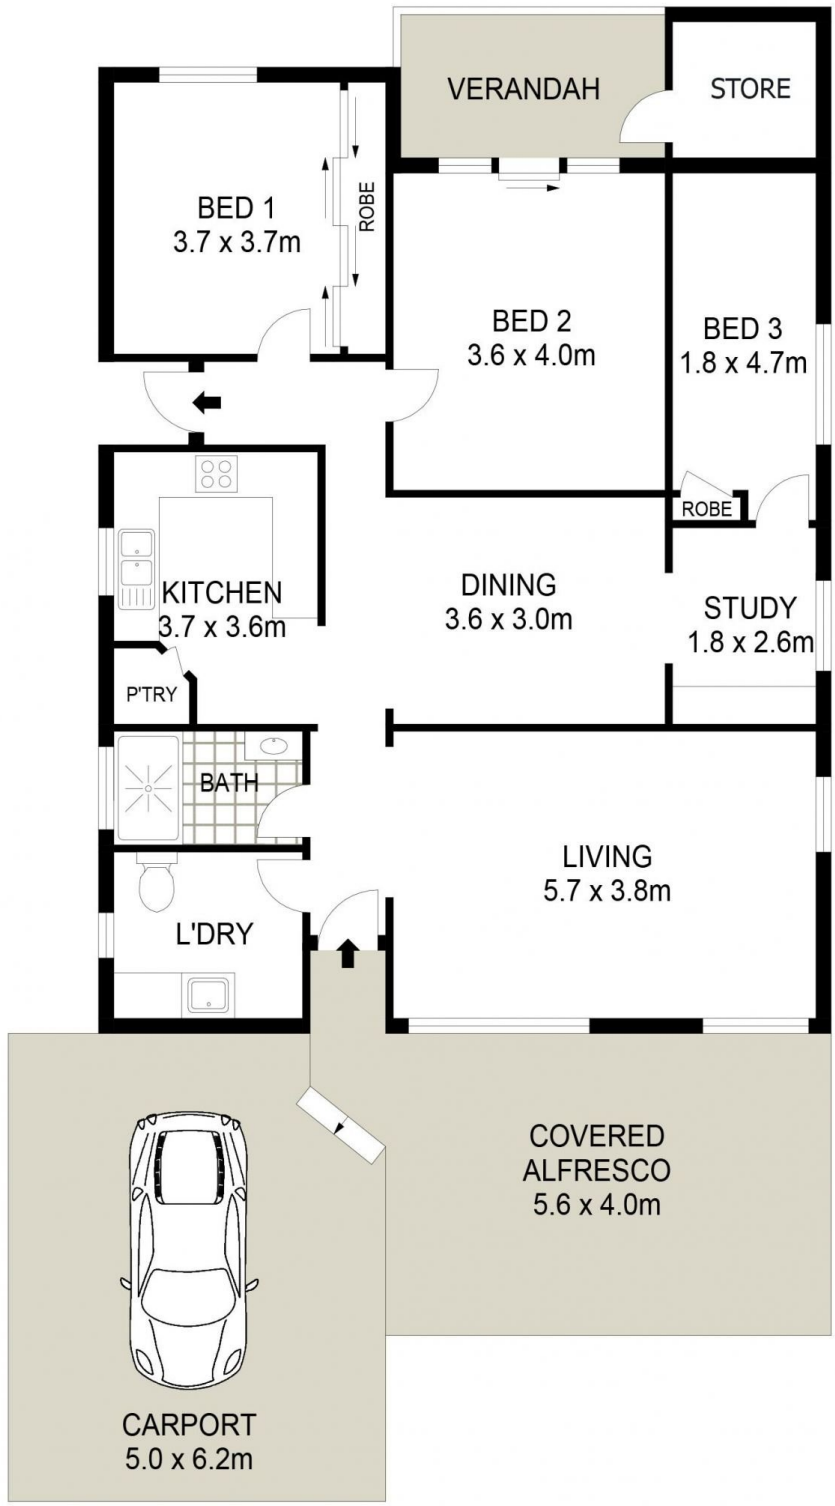 VERANDAH
STORE
BED 1
3.7 x 3.7m
ROBE
BED 2
3.6 x 4.0m
BED 3
1.8 x 4.7m
ROBE
KITCHEN
3.7 x 3.6m
DINING
3.6 x 3.0m
STUDY
1.8 x 2.6m
P'TRY
BATH
LIVING
5.7 x 3.8m
L'DRY
COVERED
ALFRESCO
5.6 x 4.0m
CARPORT
5.0 x 6.2m